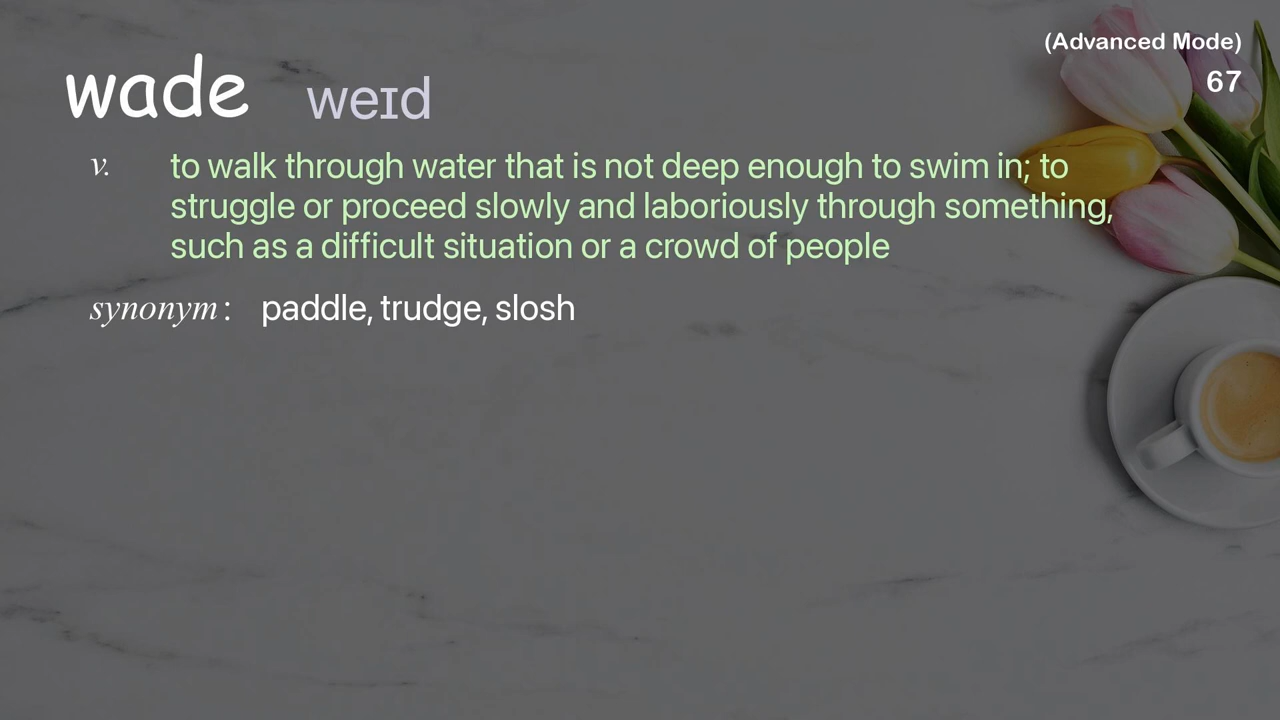 (Advanced Mode)
67
wade weɪd
v. to walk through water that is not deep enough to swim in; to
struggle or proceed slowly and laboriously through something,
such as a difficult situation or a crowd of people
synonym : paddle, trudge, slosh